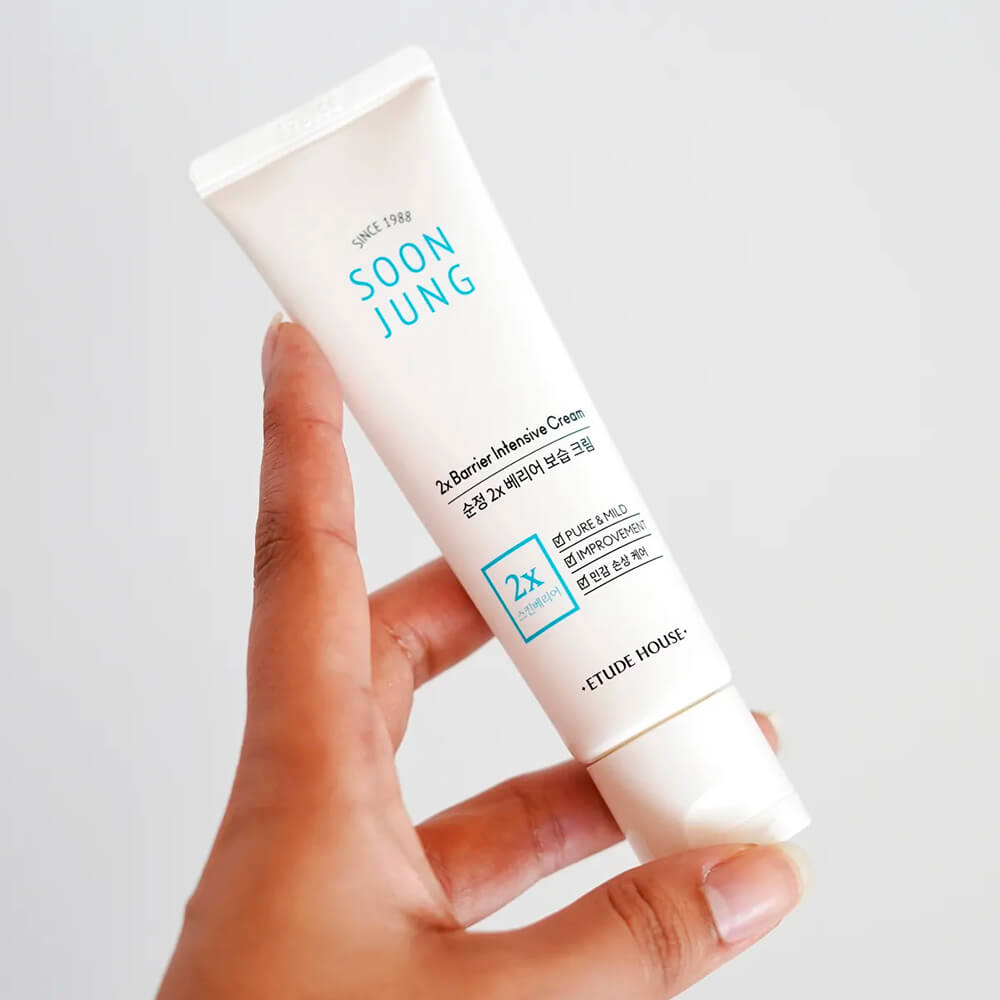 SINCE 1988
SOON
JUNG
2x Barrier Intensive Cream
순정 2x 베리어 보습 크림
PURE & MILD
IMPROVEMENT
민감 손상 케어
2x
스킨베리어
·ETUDE HOUSE·